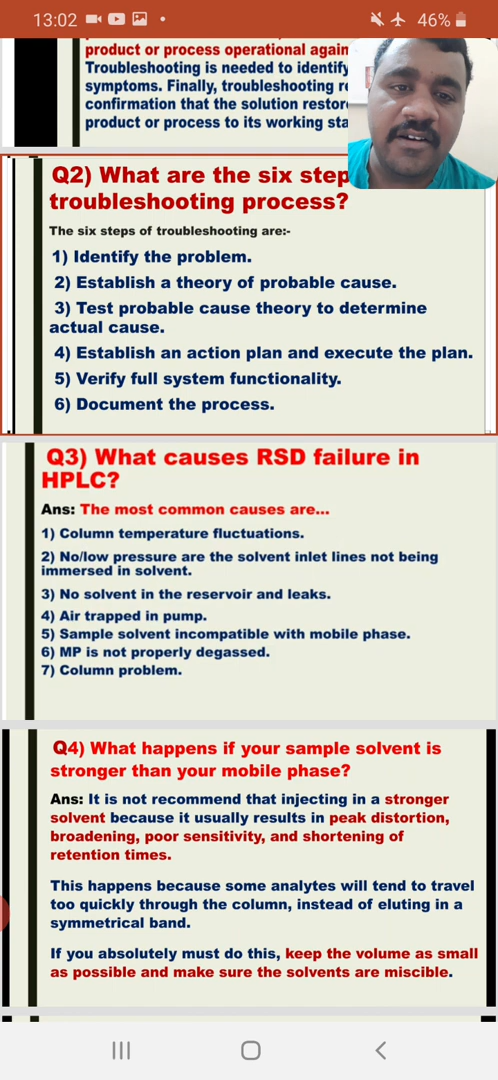 13:02
46%
product or process operational again
Troubleshooting is needed to identify
symptoms. Finally, troubleshooting
confirmation that the solution
product or process to its working
Q2) What are the six
troubleshooting process?
The six steps of troubleshooting are:-
1) Identify the problem.
2) Establish a theory of probable cause.
3) Test probable cause theory to determine
actual cause.
4) Establish an action plan and execute the plan.
5) Verify full system functionality.
6) Document the process.
Q3) What causes RSD failure in
HPLC?
Ans: The most common causes are...
1) Column temperature fluctuations.
2) No/low pressure are the solvent inlet lines not being
immersed in solvent.
3) No solvent in the reservoir and leaks.
4) Air trapped in pump.
5) Sample solvent incompatible with mobile phase.
6) MP is not properly degassed.
7) Column problem.
Q4) What happens if your sample solvent is
stronger than your mobile phase?
Ans: It is not recommend that injecting in a stronger
solvent because it usually results in peak distortion,
broadening, poor sensitivity, and shortening of
retention times.
This happens because some analytes will tend to travel
too quickly through the column, instead of eluting in a
symmetrical band.
If you absolutely must do this, keep the volume as small
as possible and make sure the solvents are miscible.